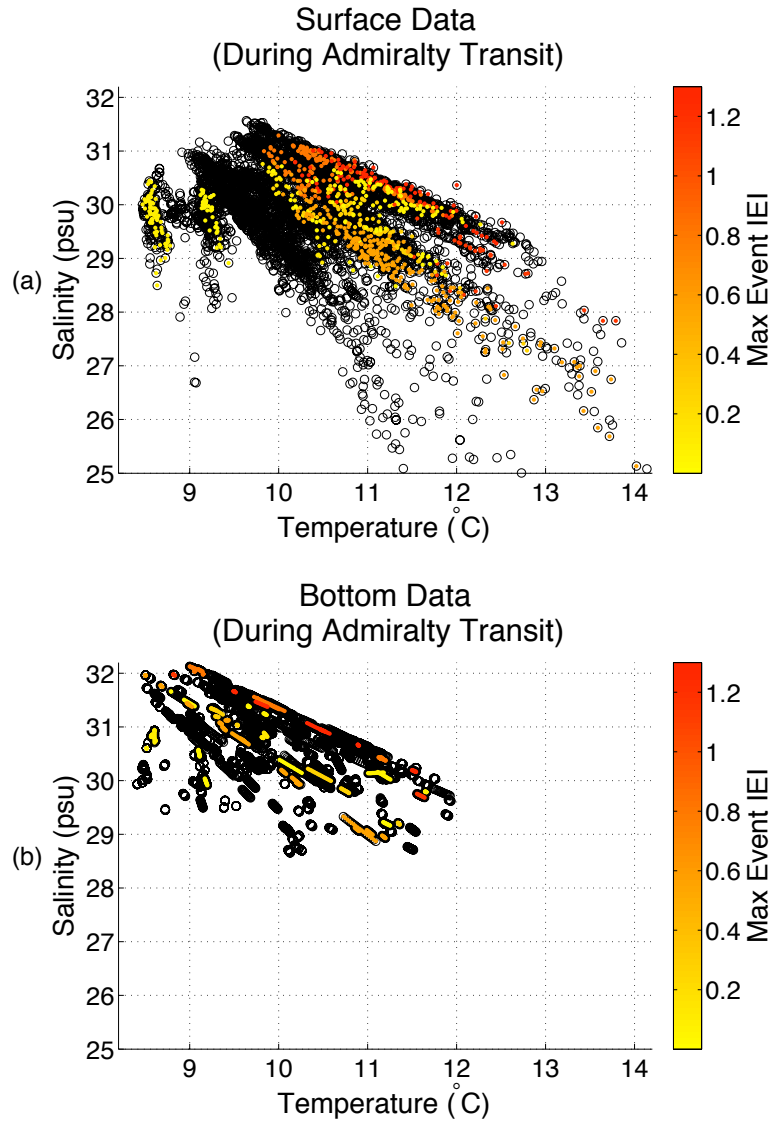 Surface Data
(During Admiralty Transit)
32
31
30
29
28
27
26
25
Salinity (psu)
(a)
9 10 11 12 13 14
Temperature (°C)
1.2
1
0.8
0.6
0.4
0.2
Max Event IEI
Bottom Data
(During Admiralty Transit)
32
31
30
29
28
27
26
25
Salinity (psu)
(b)
9 10 11 12 13 14
Temperature (°C)
1.2
1
0.8
0.6
0.4
0.2
Max Event IEI